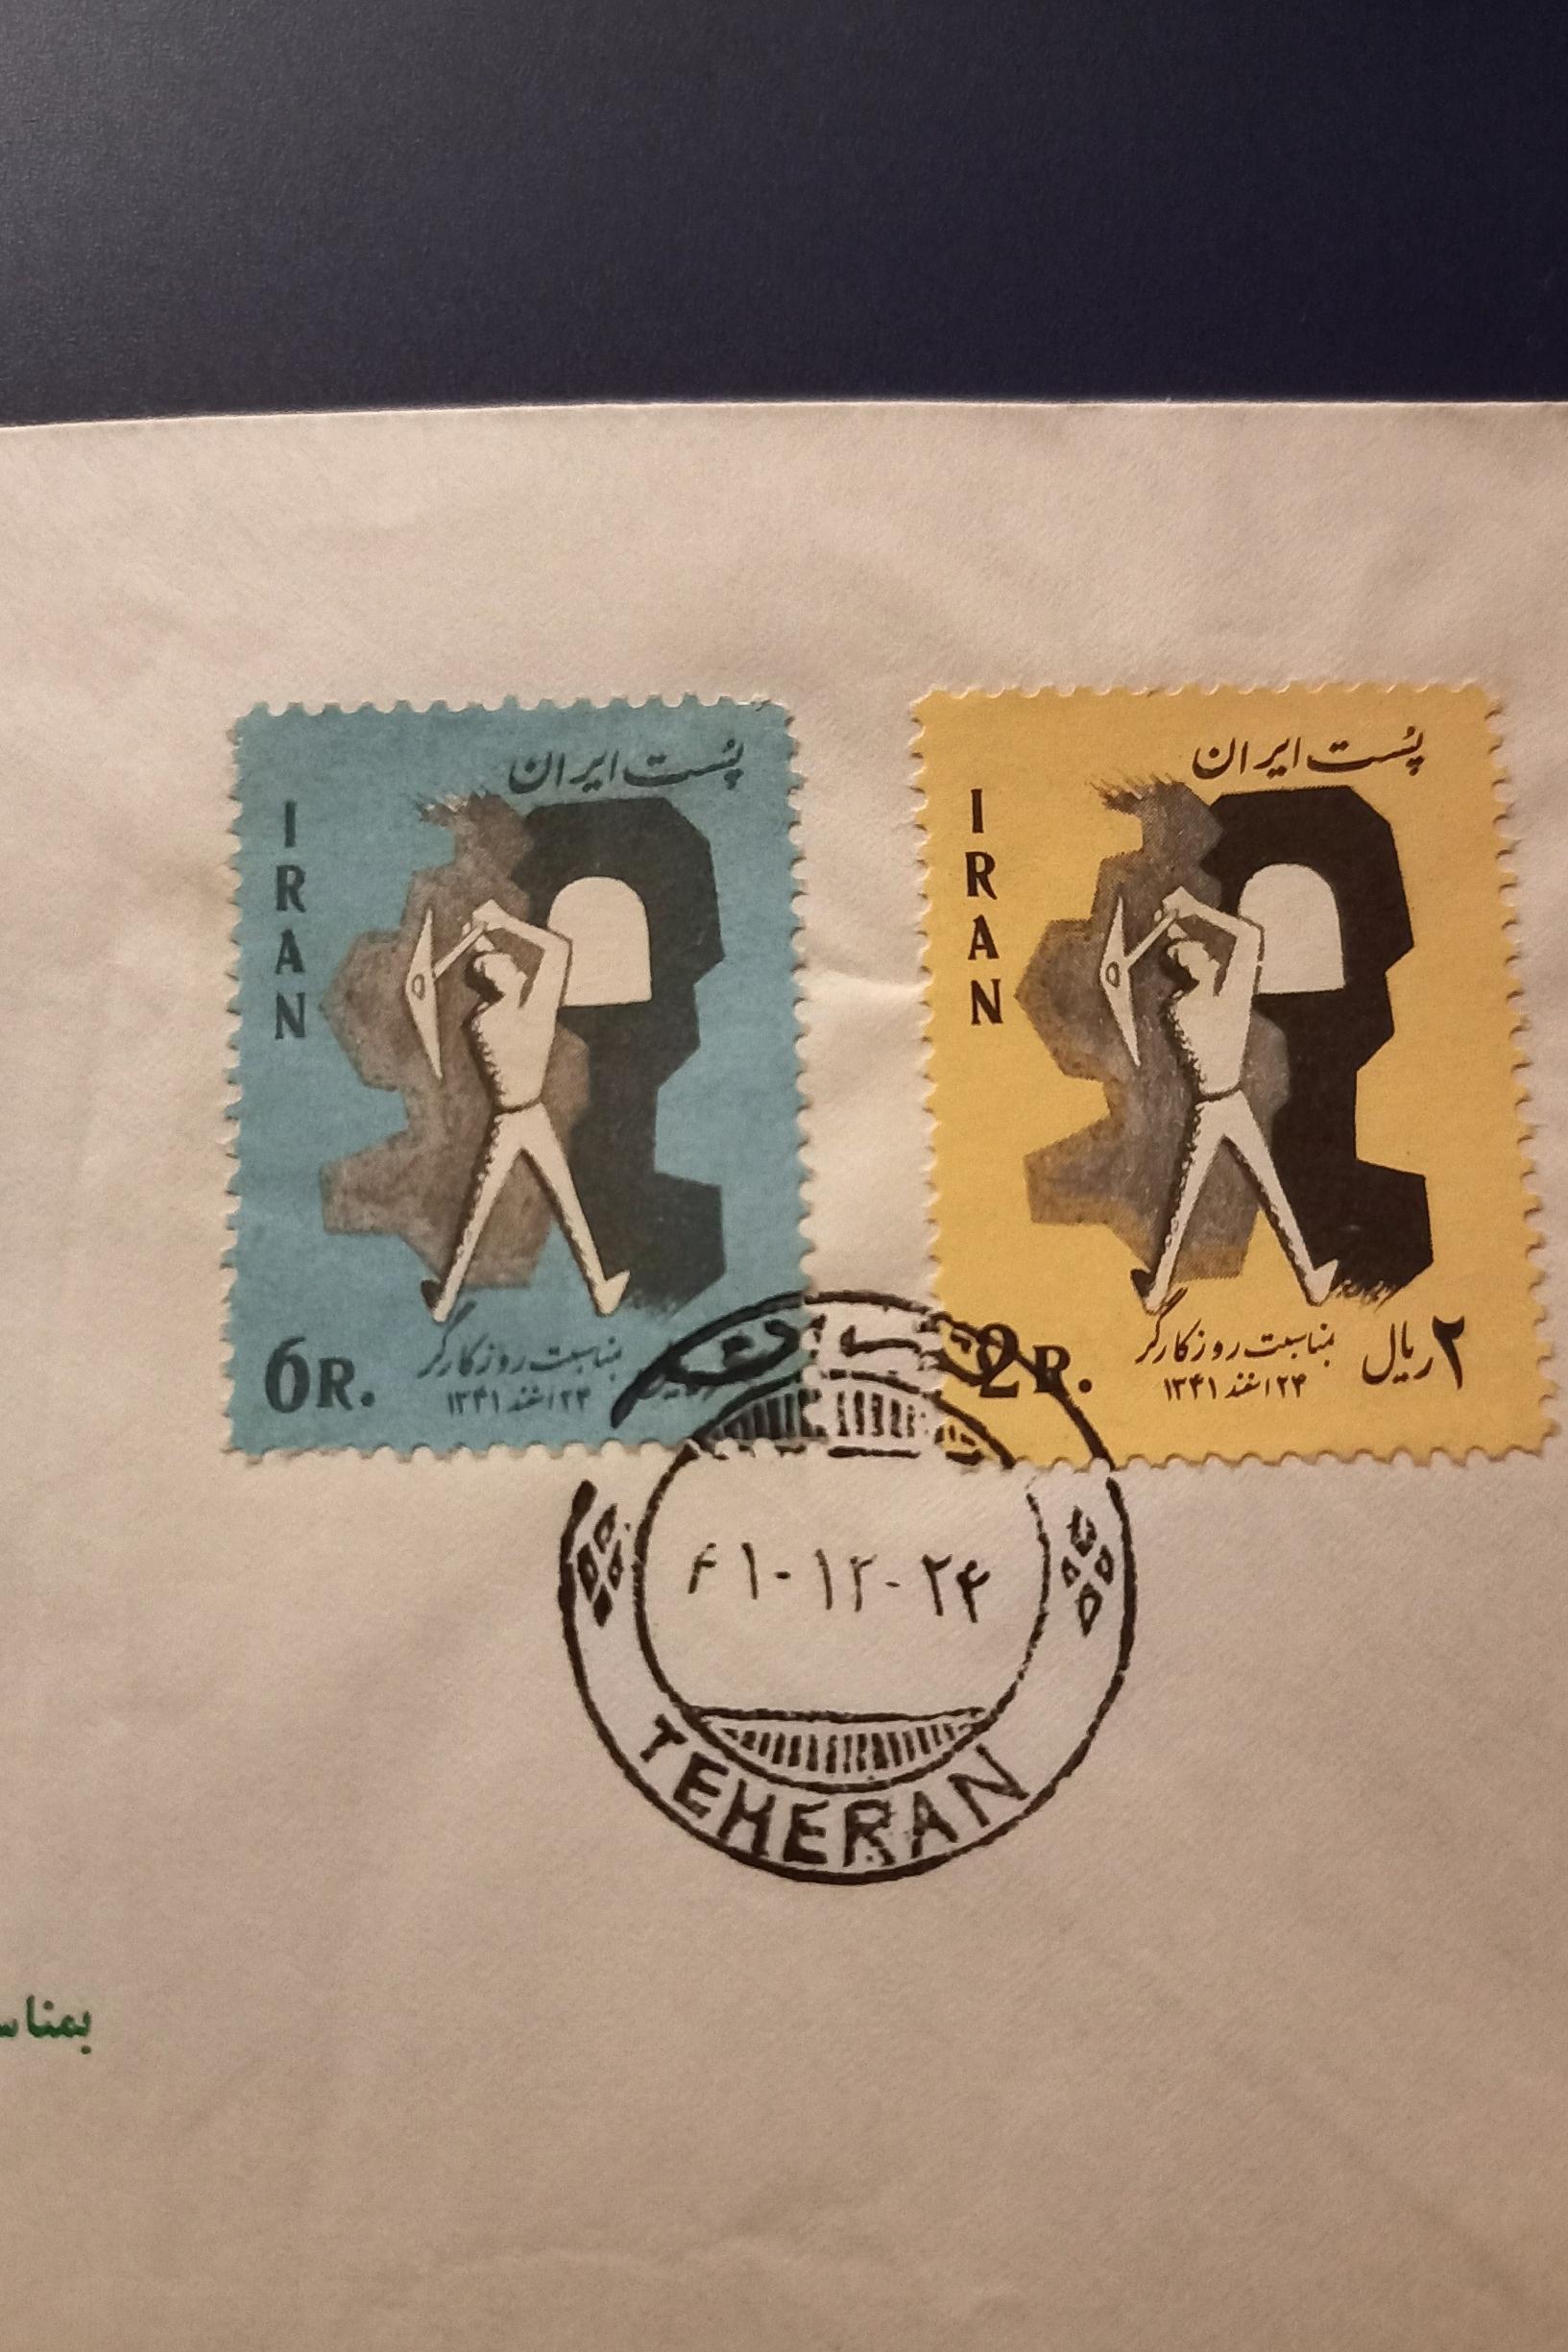 پست ایران
IRAN
6R.
بمناسبت روز کارگر
۲۴ اسفند ۱۳۴۱
پست ایران
IRAN
2R.
بمناسبت روز کارگر
۲۴ اسفند ۱۳۴۱
۲ ریال
۴۱-۱۲-۲۴
TEHERAN